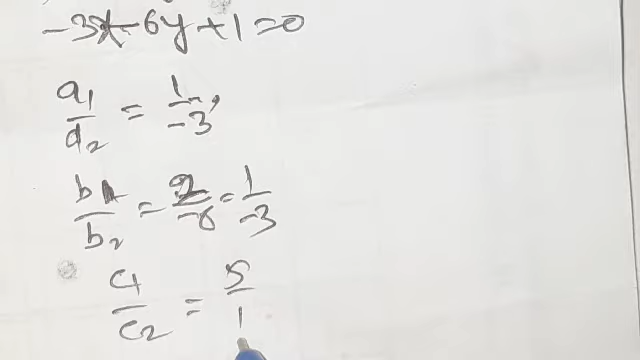 -3x-6y+1=0
a₁/a₂ = 1/-3,
b₁/b₂ = 2/-6 = 1/-3
c₁/c₂ = 5/1